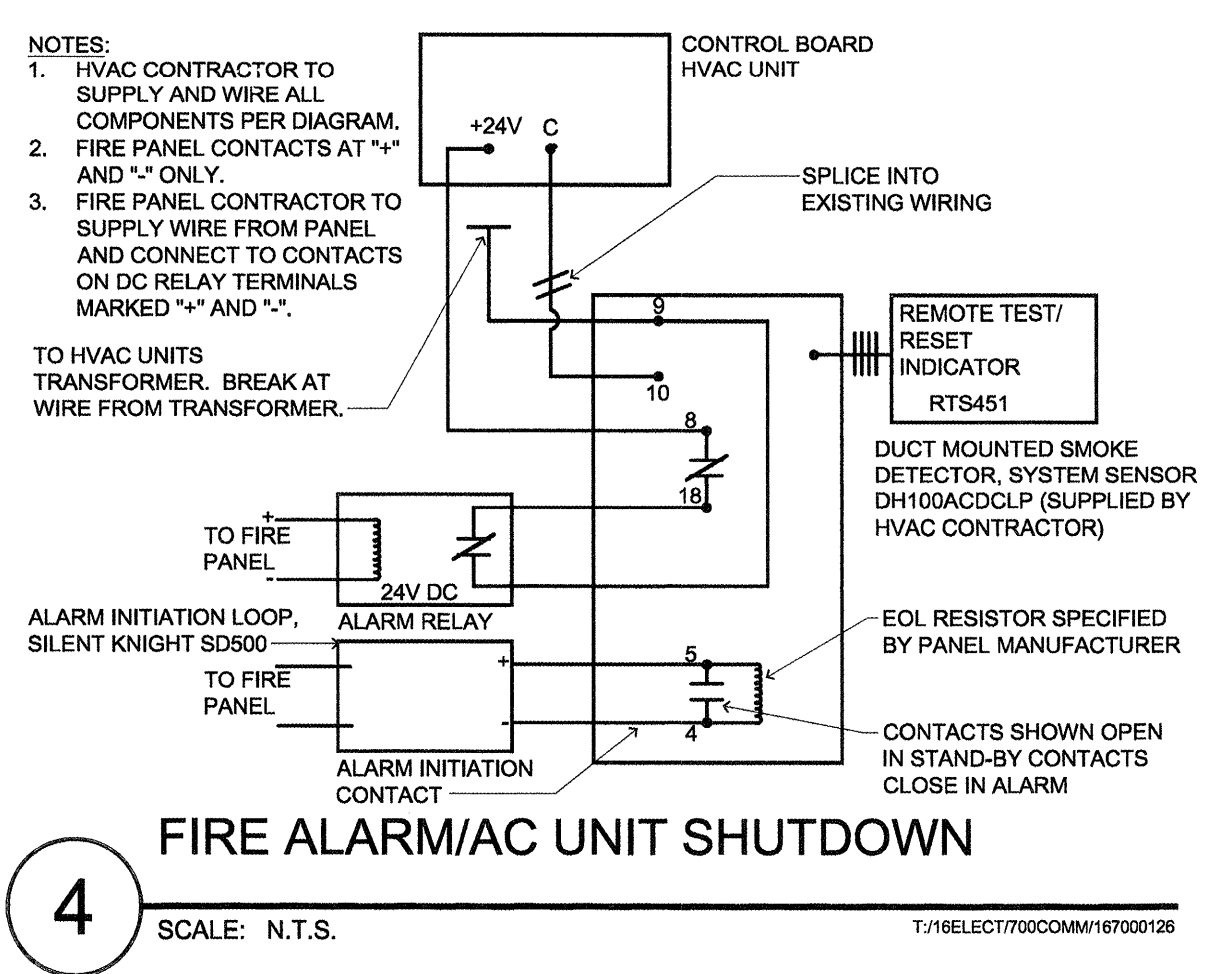 NOTES:
1. HVAC CONTRACTOR TO
SUPPLY AND WIRE ALL
COMPONENTS PER DIAGRAM.
2. FIRE PANEL CONTACTS AT "+"
AND "-" ONLY.
3. FIRE PANEL CONTRACTOR TO
SUPPLY WIRE FROM PANEL
AND CONNECT TO CONTACTS
ON DC RELAY TERMINALS
MARKED "+" AND "-".
TO HVAC UNITS
TRANSFORMER. BREAK AT
WIRE FROM TRANSFORMER.
CONTROL BOARD
HVAC UNIT
+24V C
SPLICE INTO
EXISTING WIRING
9
10
8
18
REMOTE TEST/
RESET
INDICATOR
RTS451
DUCT MOUNTED SMOKE
DETECTOR, SYSTEM SENSOR
DH100ACDCLP (SUPPLIED BY
HVAC CONTRACTOR)
+
TO FIRE
PANEL
-
24V DC
ALARM RELAY
ALARM INITIATION LOOP,
SILENT KNIGHT SD500
TO FIRE
PANEL
+
-
5
4
EOL RESISTOR SPECIFIED
BY PANEL MANUFACTURER
CONTACTS SHOWN OPEN
IN STAND-BY CONTACTS
CLOSE IN ALARM
ALARM INITIATION
CONTACT
FIRE ALARM/AC UNIT SHUTDOWN
4
SCALE: N.T.S.
T:/16ELECT/700COMM/167000126